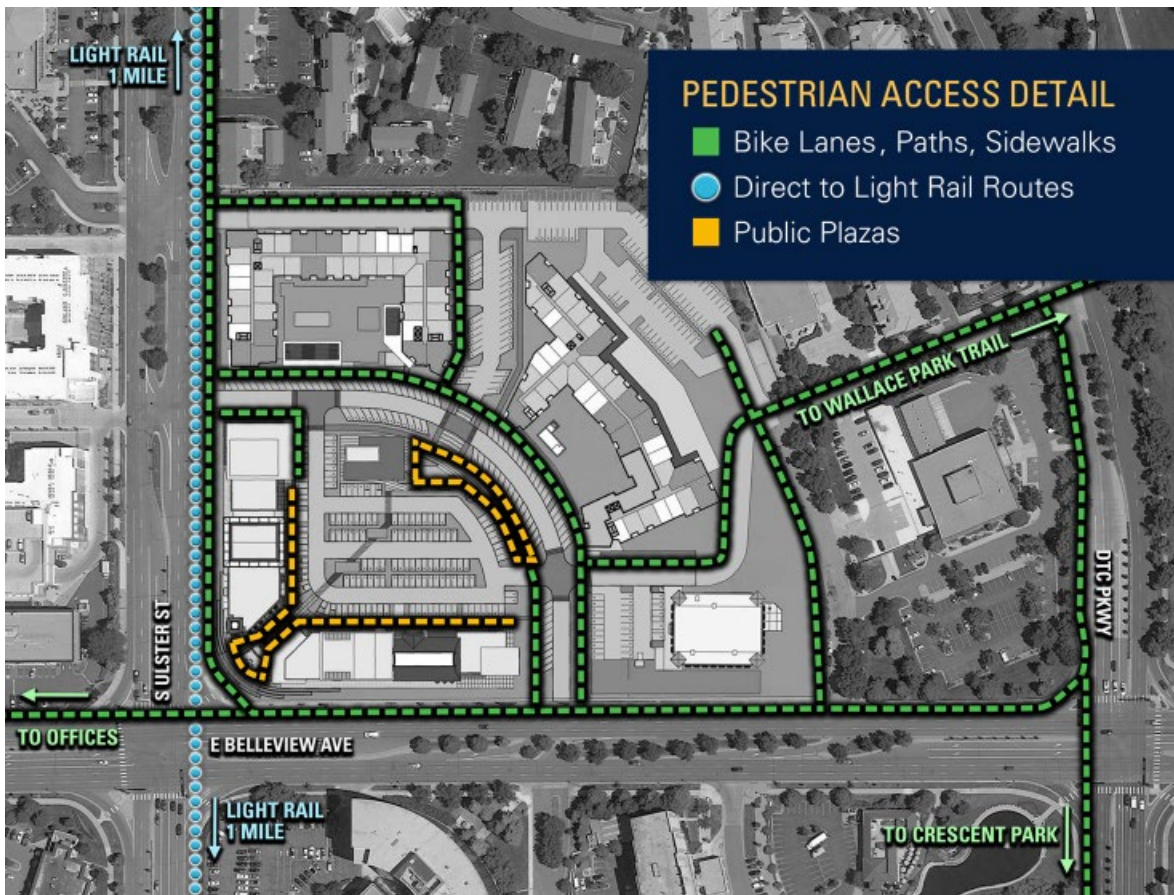 LIGHT RAIL
1 MILE
PEDESTRIAN ACCESS DETAIL
Bike Lanes, Paths, Sidewalks
Direct to Light Rail Routes
Public Plazas
TO WALLACE PARK TRAIL
DTC PKWY
S ULSTER ST
TO OFFICES
E BELLEVIEW AVE
LIGHT RAIL
1 MILE
TO CRESCENT PARK